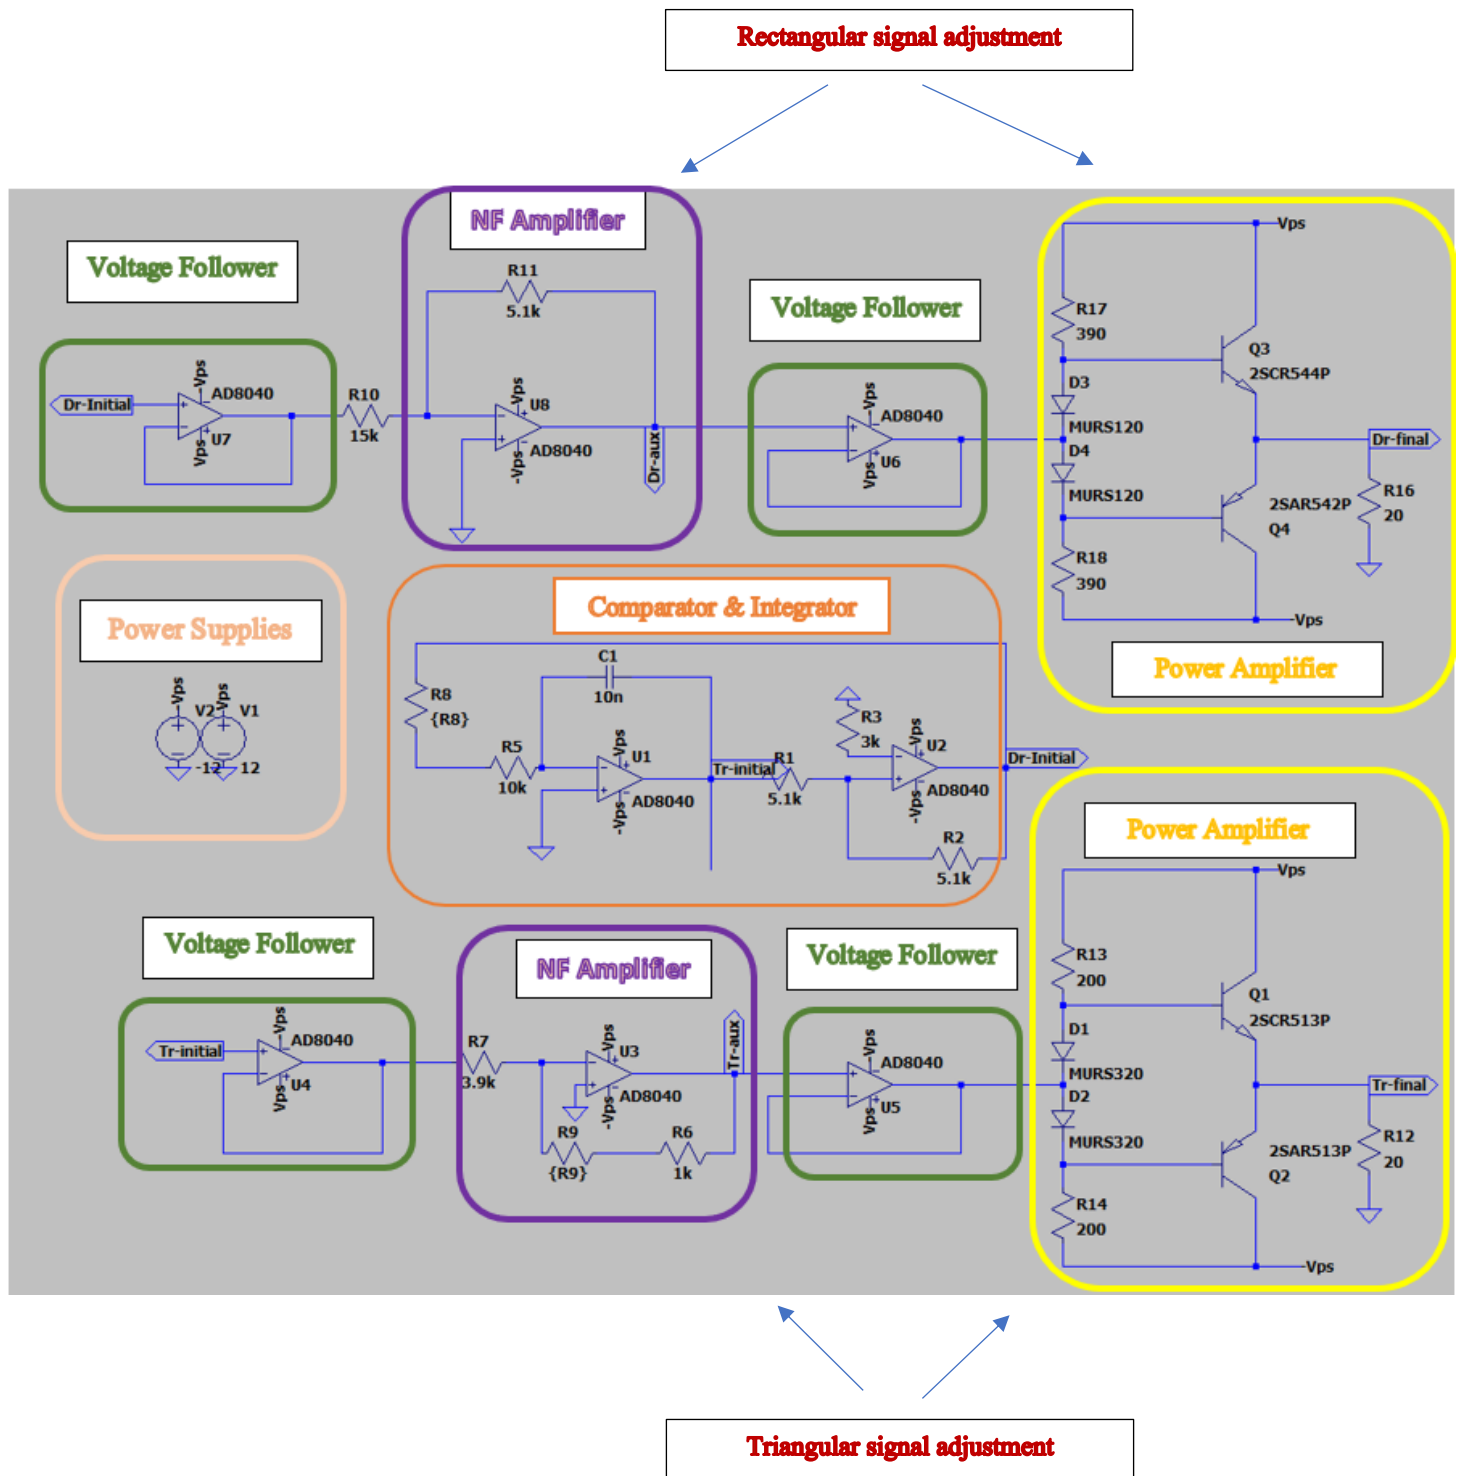 Rectangular signal adjustment
NF Amplifier
Voltage Follower
R11
5.1k
Voltage Follower
Vps
R17
390
Q3
2SCR544P
D3
MURS120
D4
MURS120
2SAR542P
Q4
R18
390
-Vps
Dr-final
R16
20
Power Amplifier
Dr-Initial
-Vps
AD8040
U7
Vps
R10
15k
Vps
U8
AD8040
-Vps
Dr-aux
-Vps
AD8040
U6
Vps
Power Supplies
-Vps
V2
Vps
V1
-12
12
Comparator & Integrator
R8
{R8}
C1
10n
R5
10k
Vps
U1
AD8040
-Vps
Tr-initial
R1
5.1k
R3
3k
Vps
U2
AD8040
-Vps
R2
5.1k
Dr-Initial
Power Amplifier
Vps
R13
200
Q1
2SCR513P
D1
MURS320
D2
MURS320
2SAR513P
Q2
R14
200
-Vps
Tr-final
R12
20
Voltage Follower
NF Amplifier
Voltage Follower
Tr-initial
-Vps
AD8040
U4
Vps
R7
3.9k
Vps
U3
AD8040
-Vps
R9
{R9}
R6
1k
Tr-aux
-Vps
AD8040
U5
Vps
Triangular signal adjustment